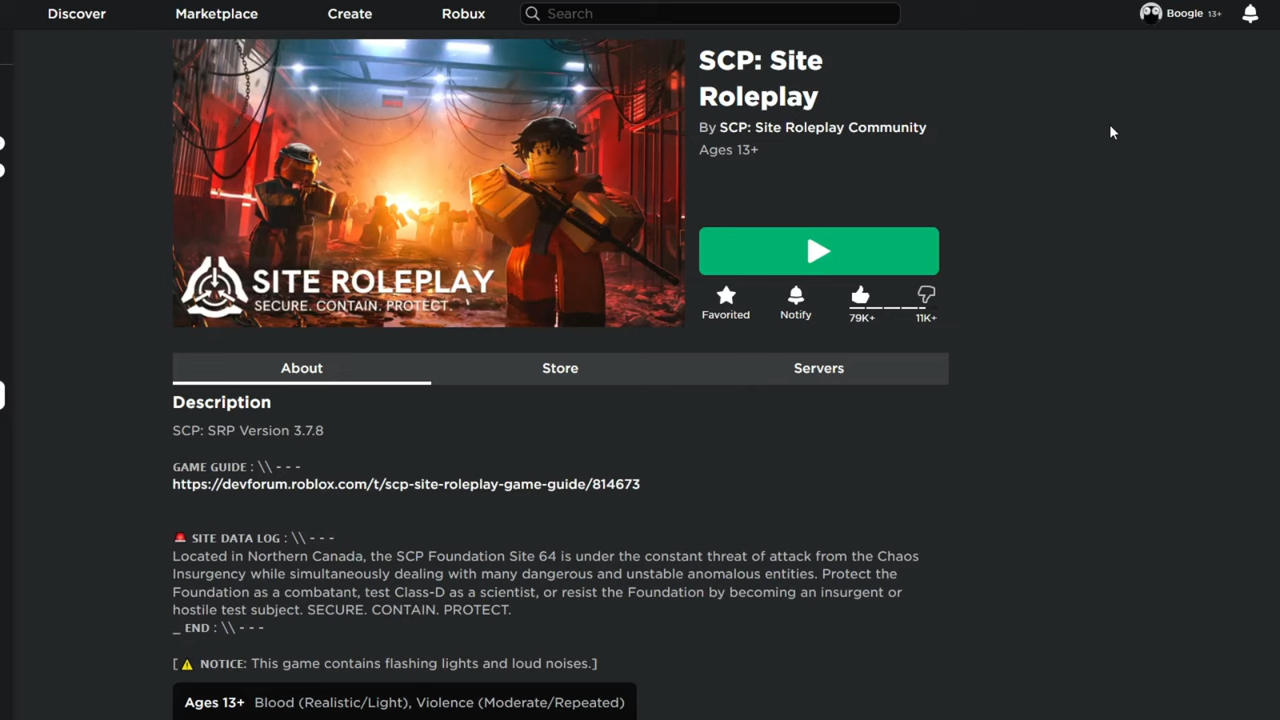 Discover Marketplace Create Robux Search Boogle 13+
SITE ROLEPLAY
SECURE. CONTAIN. PROTECT.
SCP: Site
Roleplay
By SCP: Site Roleplay Community
Ages 13+
Favorited Notify 79K+ 11K+
About Store Servers
Description
SCP: SRP Version 3.7.8
GAME GUIDE : \\ - - -
https://devforum.roblox.com/t/scp-site-roleplay-game-guide/814673
🚨 SITE DATA LOG : \\ - - -
Located in Northern Canada, the SCP Foundation Site 64 is under the constant threat of attack from the Chaos
Insurgency while simultaneously dealing with many dangerous and unstable anomalous entities. Protect the
Foundation as a combatant, test Class-D as a scientist, or resist the Foundation by becoming an insurgent or
hostile test subject. SECURE. CONTAIN. PROTECT.
_ END : \\ - - -
[ ⚠️ NOTICE: This game contains flashing lights and loud noises.]
Ages 13+ Blood (Realistic/Light), Violence (Moderate/Repeated)